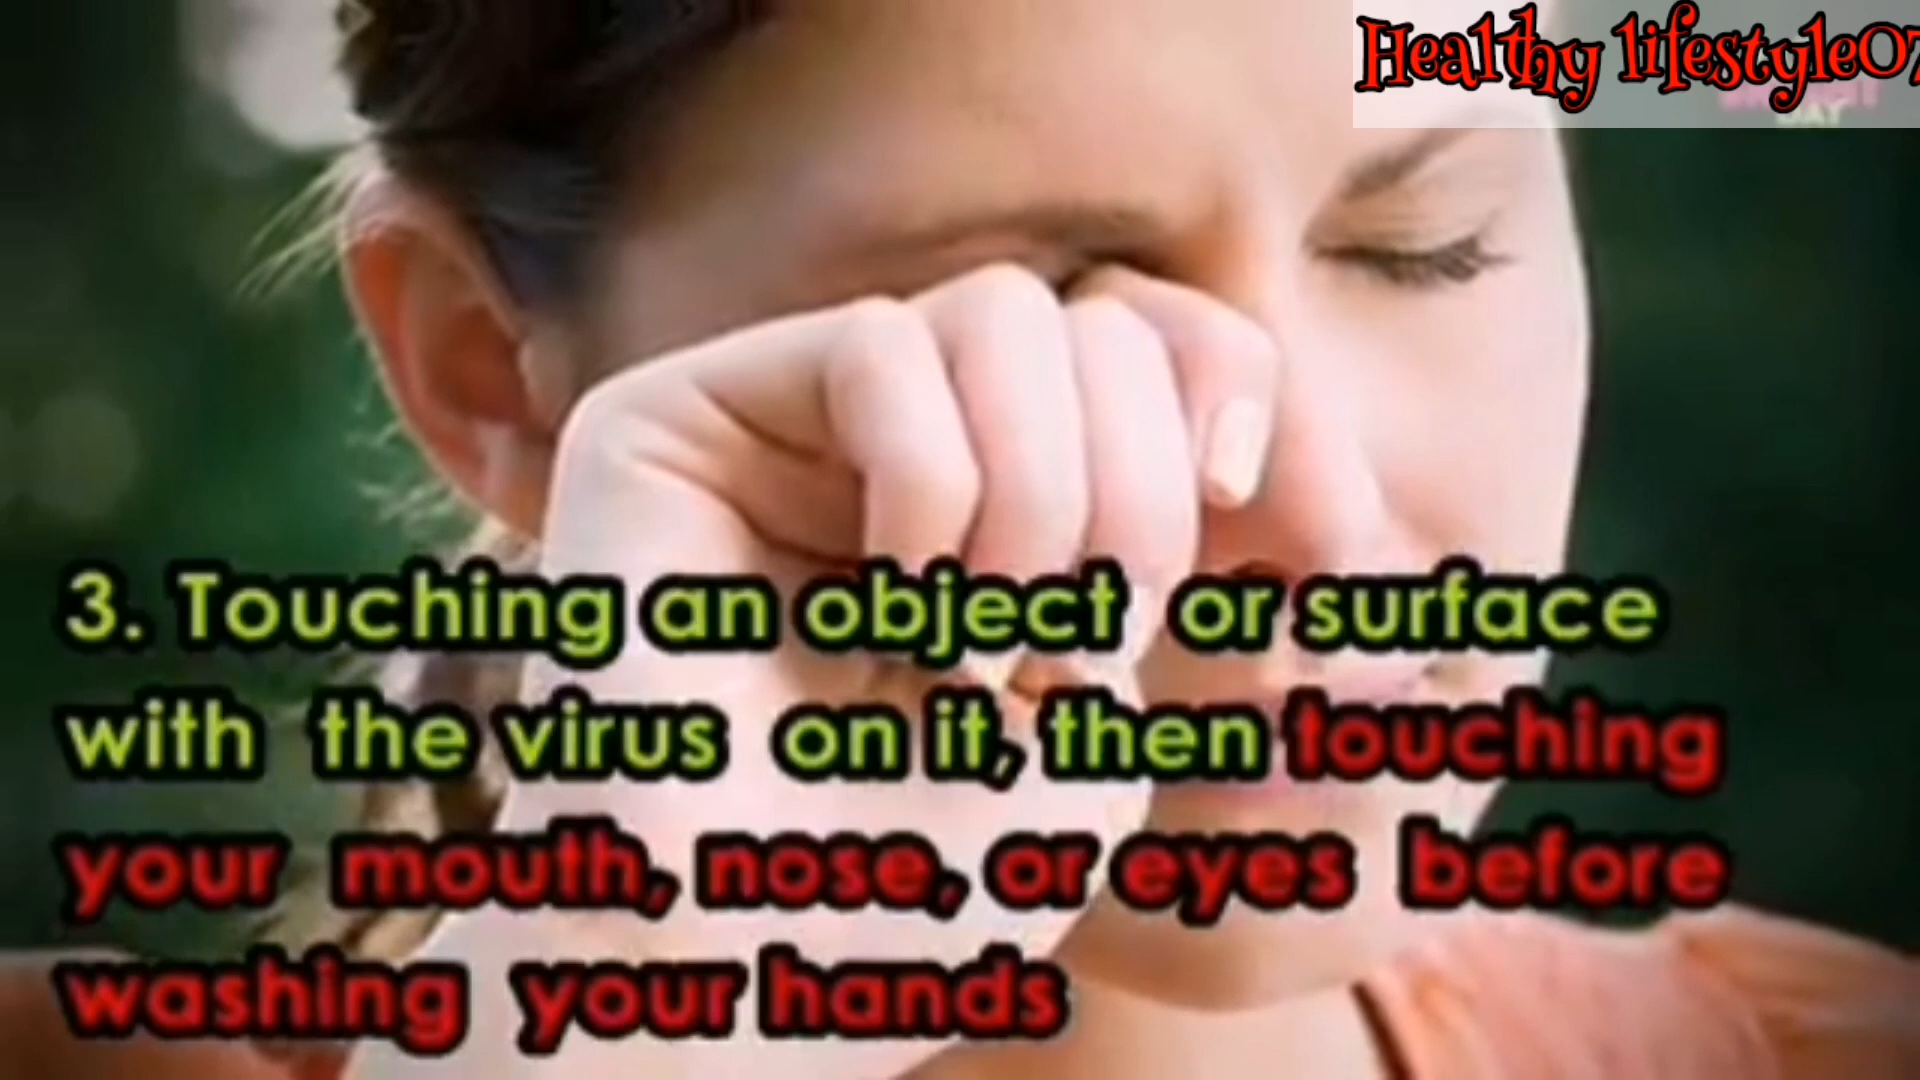 Healthy lifestyle07
3. Touching an object or surface
with the virus on it, then touching
your mouth, nose, or eyes before
washing your hands